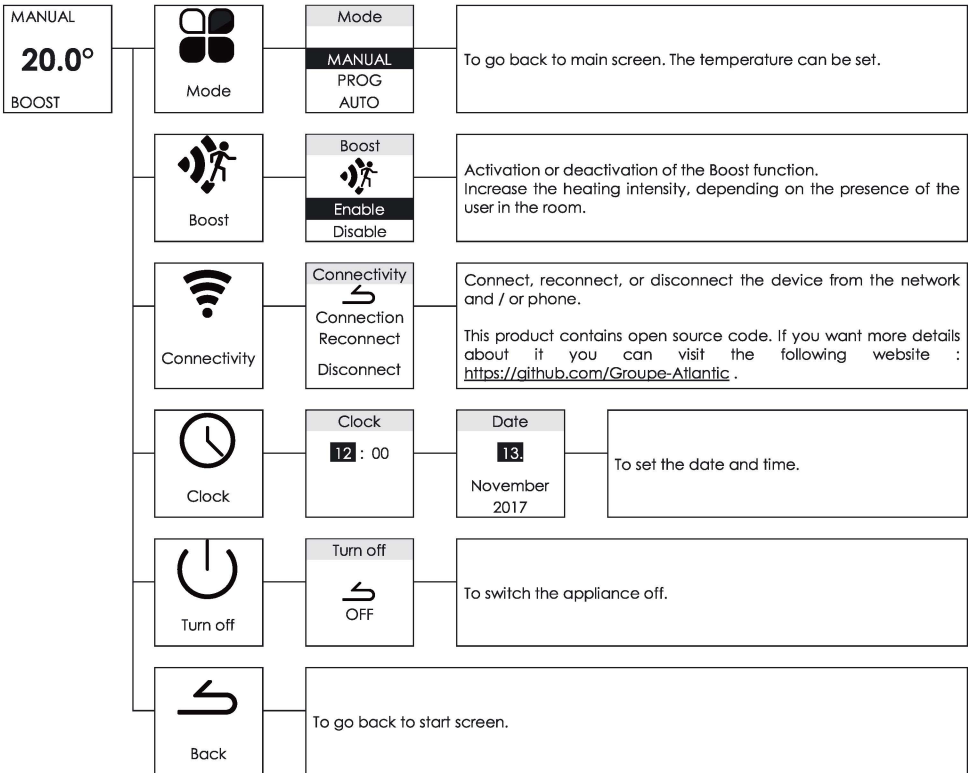 MANUAL
20.0°
BOOST
Mode
Mode
MANUAL
PROG
AUTO
To go back to main screen. The temperature can be set.
Boost
Boost
Enable
Disable
Activation or deactivation of the Boost function.
Increase the heating intensity, depending on the presence of the
user in the room.
Connectivity
Connectivity
Connection
Reconnect
Disconnect
Connect, reconnect, or disconnect the device from the network
and / or phone.
This product contains open source code. If you want more details
about it you can visit the following website :
https://github.com/Groupe-Atlantic .
Clock
Clock
12 : 00
Date
13.
November
2017
To set the date and time.
Turn off
Turn off
OFF
To switch the appliance off.
Back
To go back to start screen.